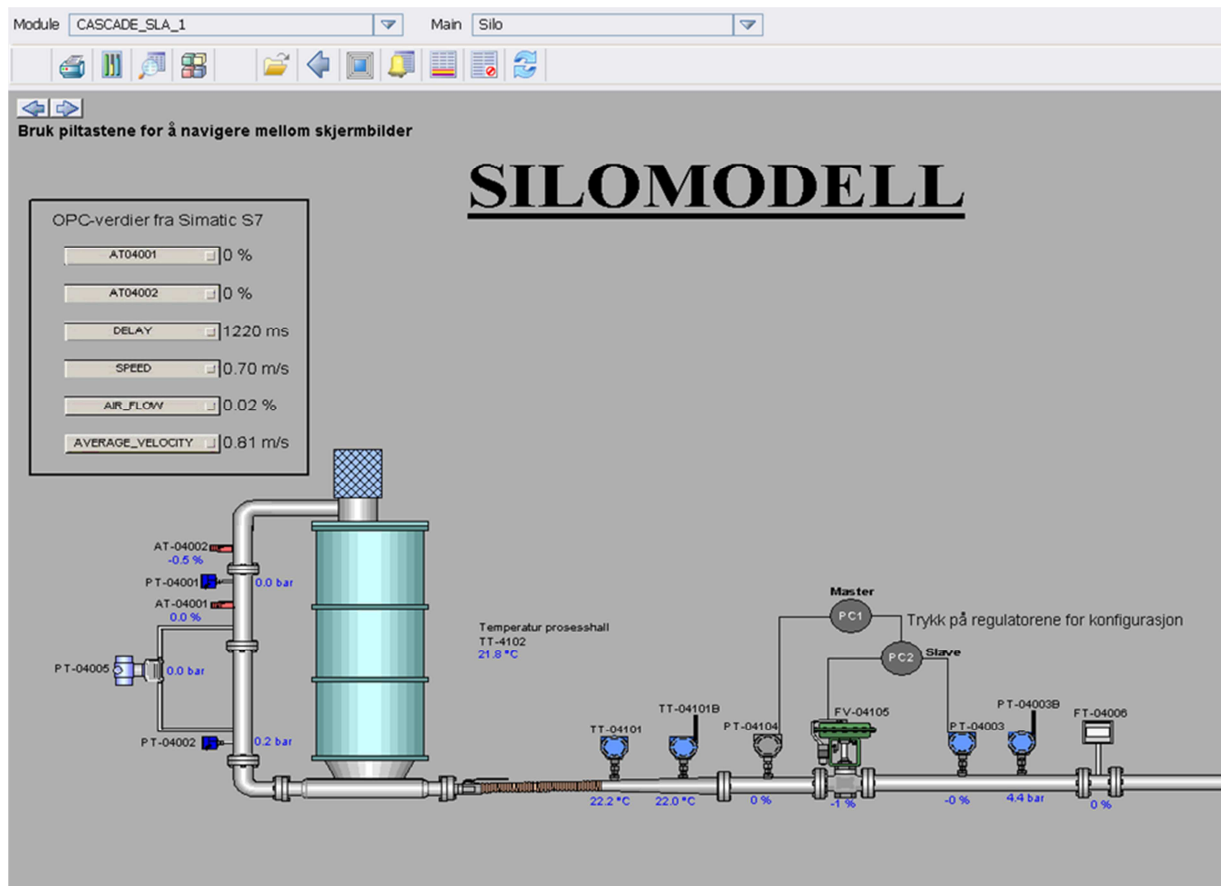 Module CASCADE_SLA_1 Main Silo
Bruk piltastene for å navigere mellom skjermbilder
SILOMODELL
OPC-verdier fra Simatic S7
AT04001 0 %
AT04002 0 %
DELAY 1220 ms
SPEED 0.70 m/s
AIR_FLOW 0.02 %
AVERAGE_VELOCITY 0.81 m/s
AT-04002
-0.5 %
PT-04001 0.0 bar
AT-04001
0.0 %
PT-04005 0.0 bar
PT-04002 0.2 bar
Temperatur prosesshall
TT-4102
21.8 °C
Master
PC1
Trykk på regulatorene for konfigurasjon
PC2 Slave
TT-04101
22.2 °C
TT-04101B
22.0 °C
PT-04104
0 %
FV-04105
-1 %
PT-04003
-0 %
PT-04003B
4.4 bar
FT-04006
0 %